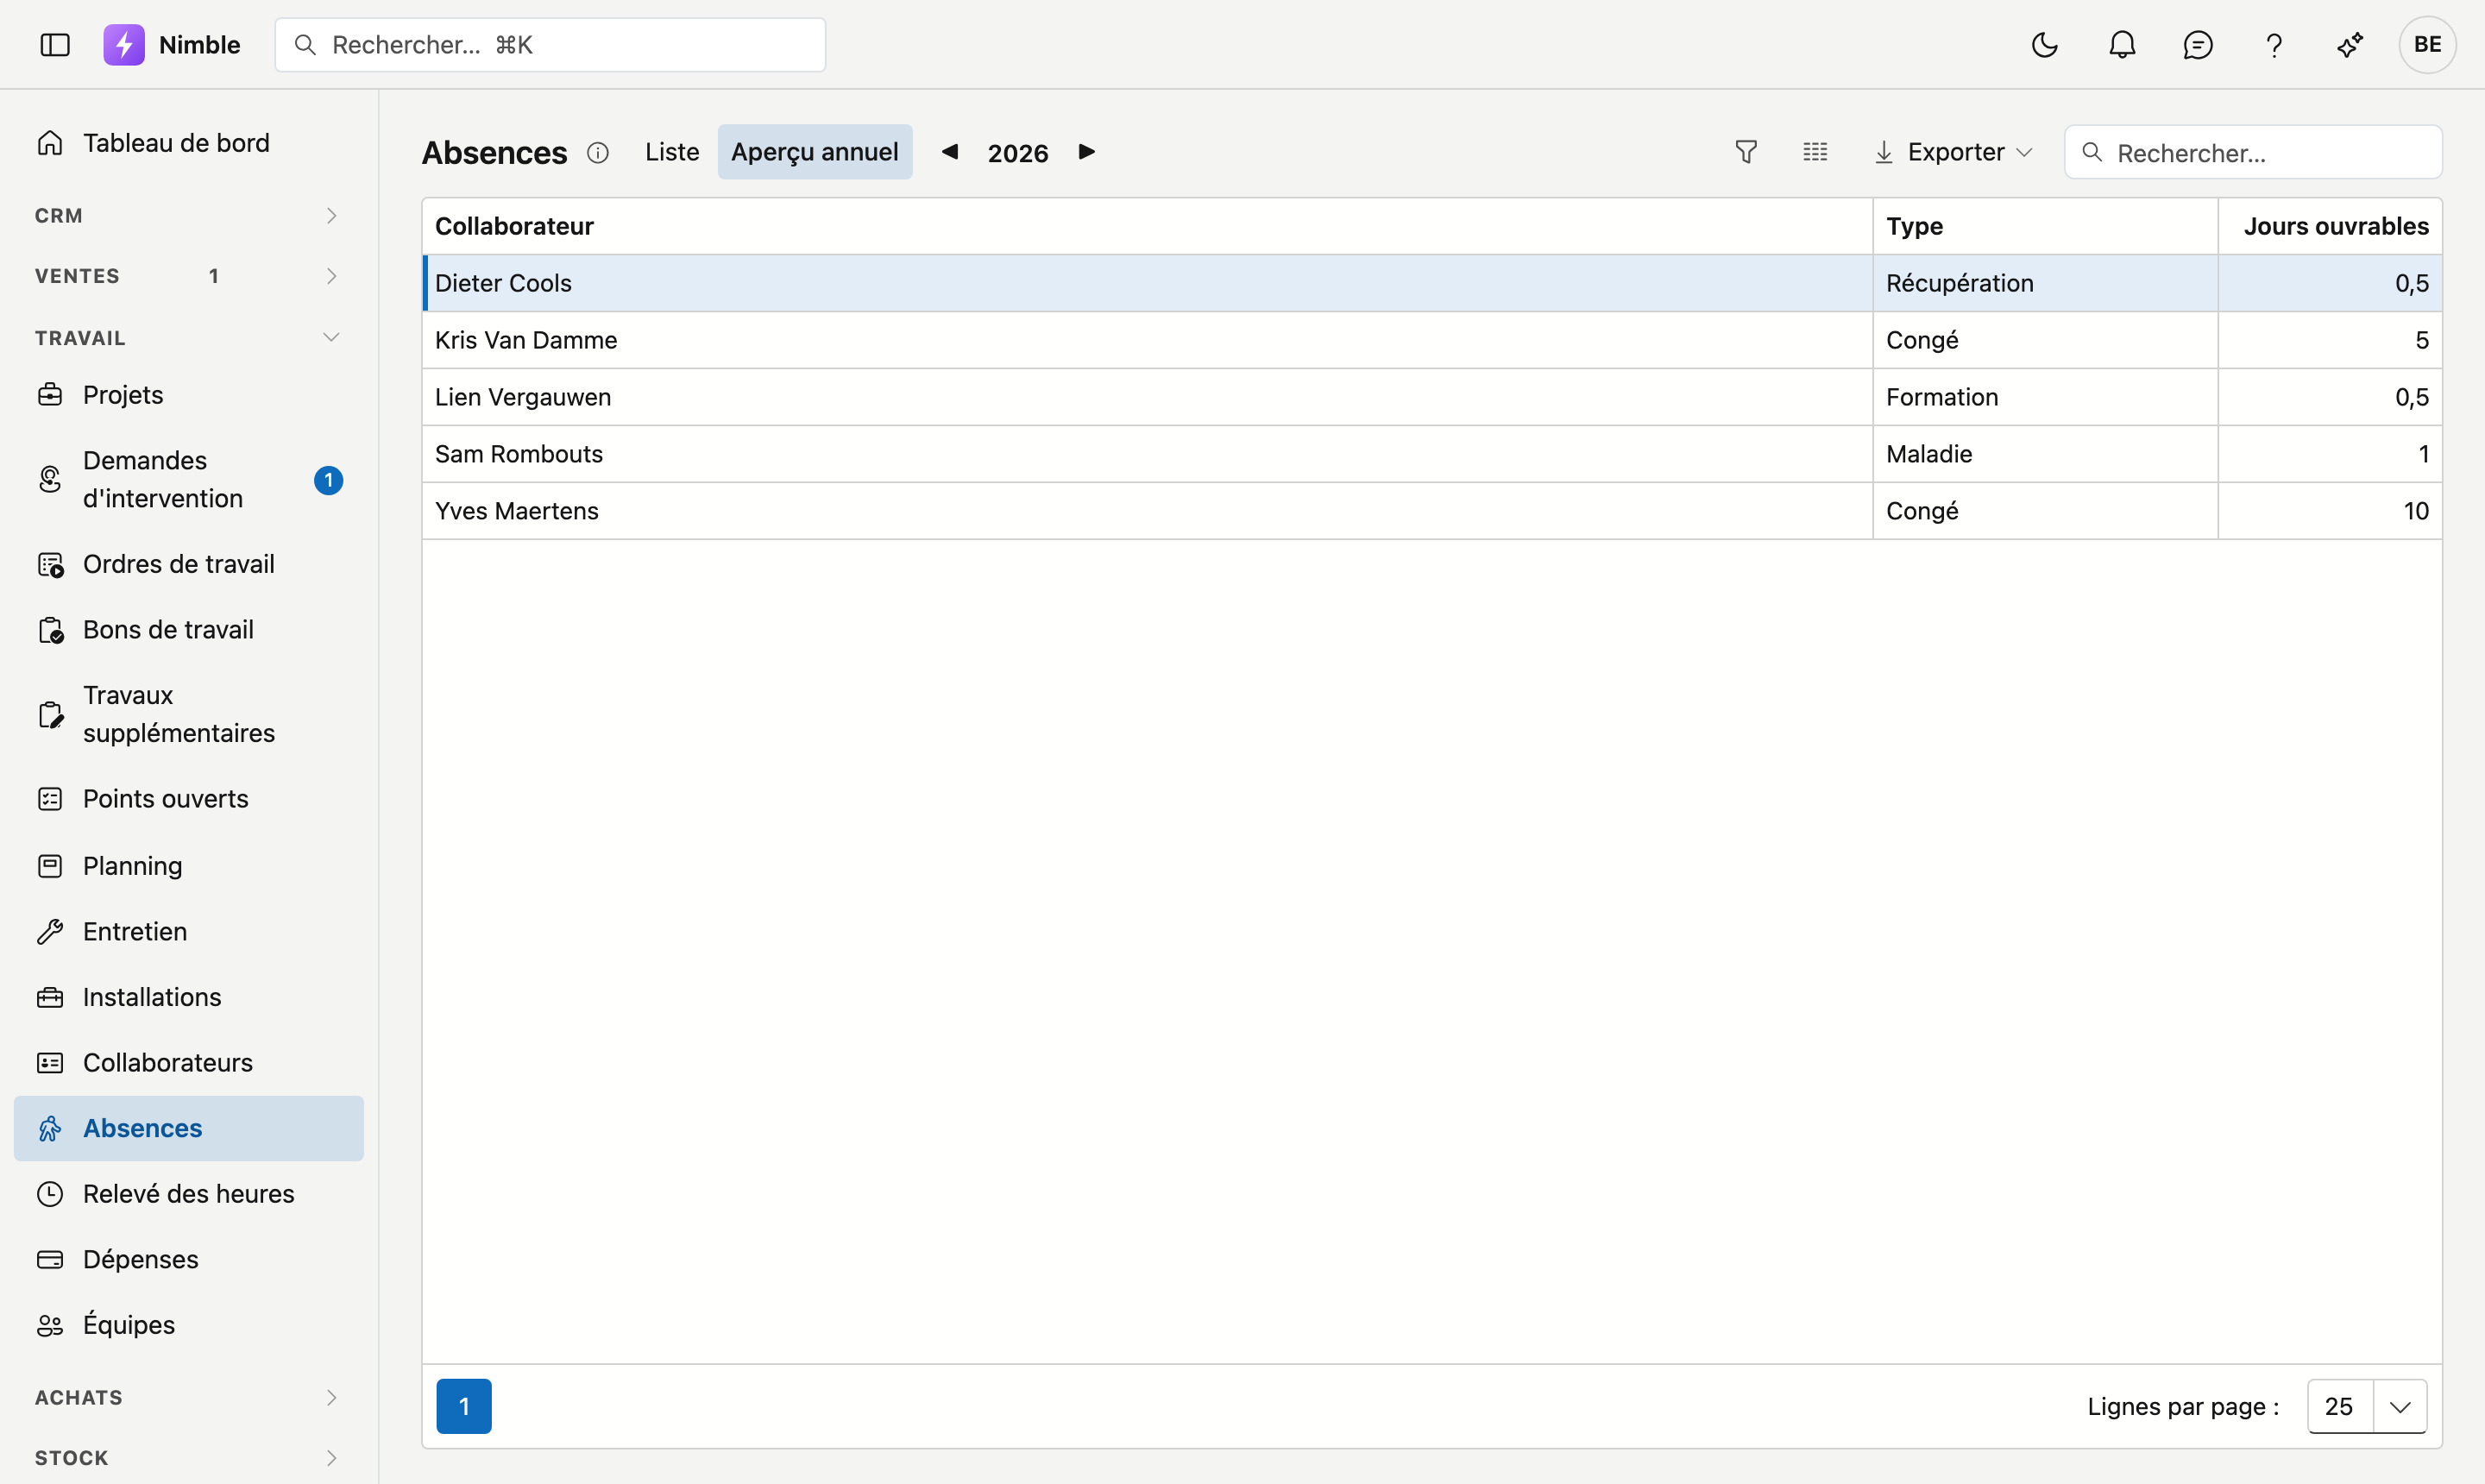 Nimble
Rechercher... ⌘K
BE
Tableau de bord
CRM
VENTES 1
TRAVAIL
Projets
Demandes
d'intervention
1
Ordres de travail
Bons de travail
Travaux
supplémentaires
Points ouverts
Planning
Entretien
Installations
Collaborateurs
Absences
Relevé des heures
Dépenses
Équipes
ACHATS
STOCK
Absences Liste Aperçu annuel 2026 Exporter Rechercher...
Collaborateur Type Jours ouvrables
Dieter Cools Récupération 0,5
Kris Van Damme Congé 5
Lien Vergauwen Formation 0,5
Sam Rombouts Maladie 1
Yves Maertens Congé 10
1 Lignes par page : 25